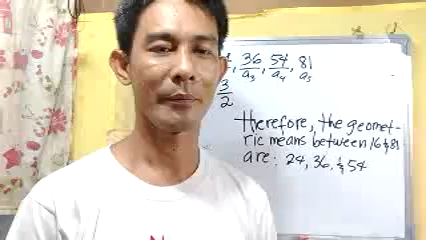 , 36, 54, 81
a₃ a₄ a₅
3
2
therefore, the geomet-
ric means between 16 & 81
are: 24, 36, & 54